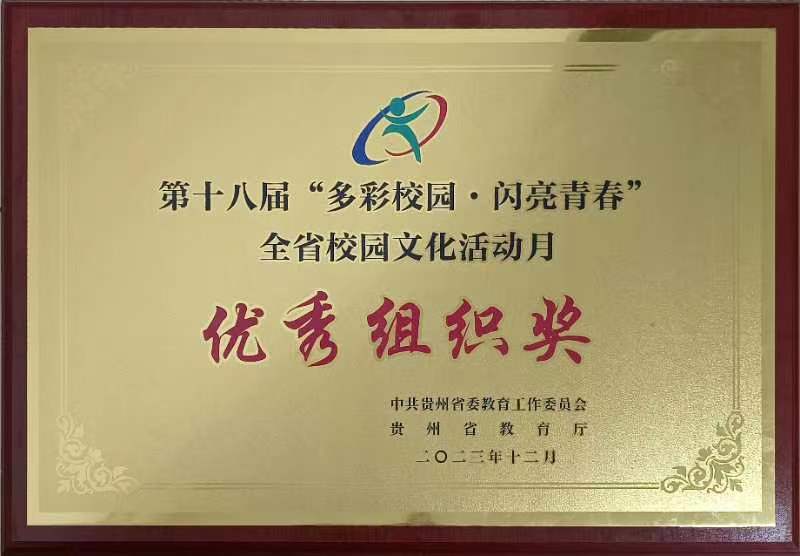 第十八届“多彩校园·闪亮青春”
全省校园文化活动月
优秀组织奖
中共贵州省委教育工作委员会
贵州省教育厅
二〇二三年十二月